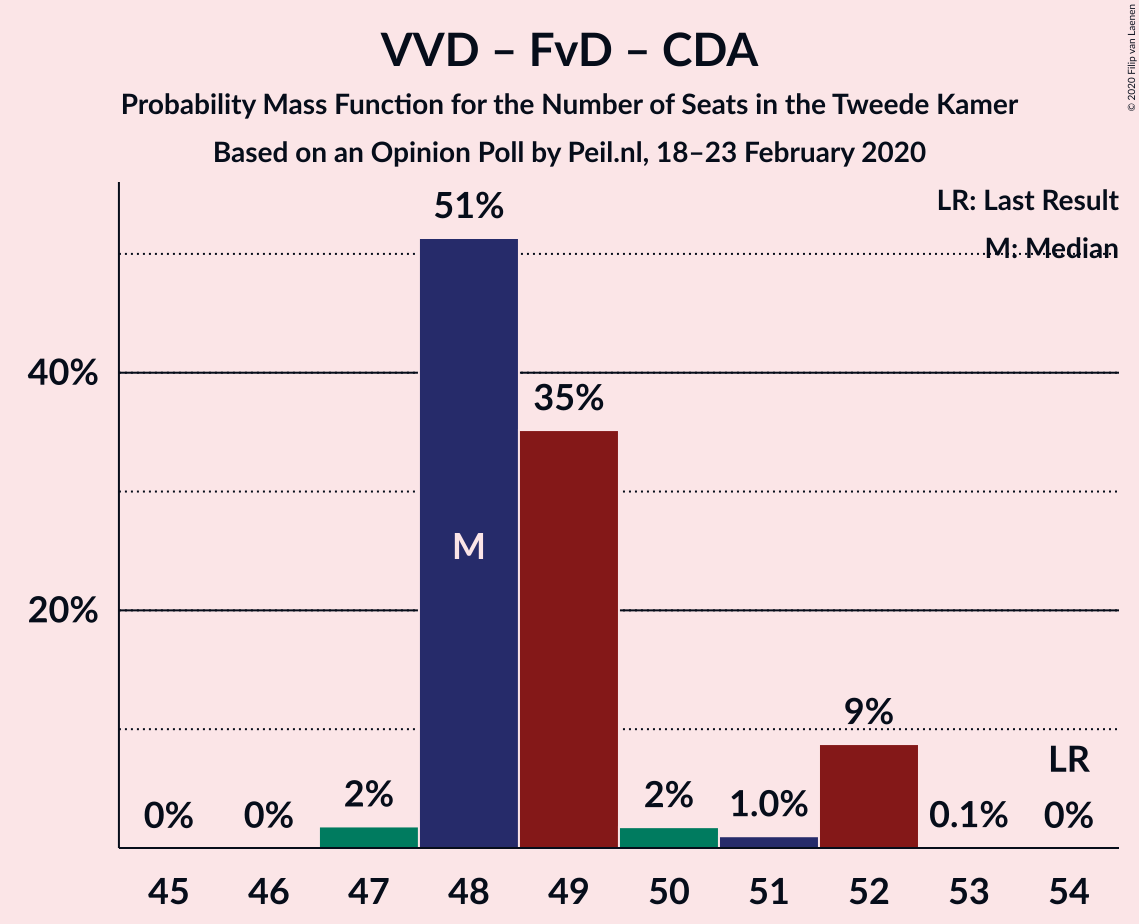 VVD – FvD – CDA
Probability Mass Function for the Number of Seats in the Tweede Kamer
Based on an Opinion Poll by Peil.nl, 18–23 February 2020
© 2020 Filip van Laenen
LR: Last Result
M: Median
51%
40%
35%
M
20%
9%
LR
0% 0% 2% 2% 1.0% 0.1% 0%
45 46 47 48 49 50 51 52 53 54